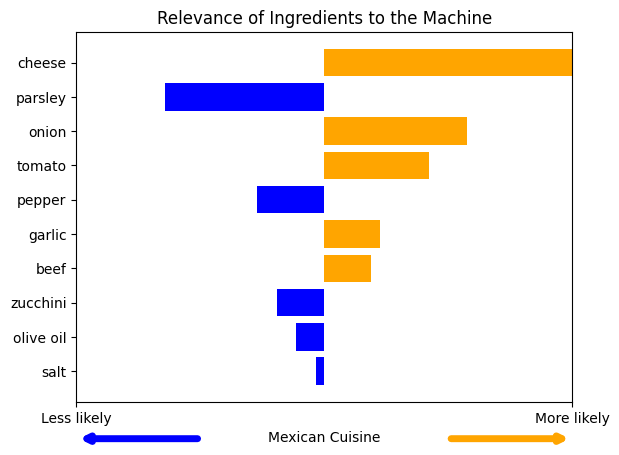 Relevance of Ingredients to the Machine
cheese
parsley
onion
tomato
pepper
garlic
beef
zucchini
olive oil
salt
Less likely
More likely
Mexican Cuisine